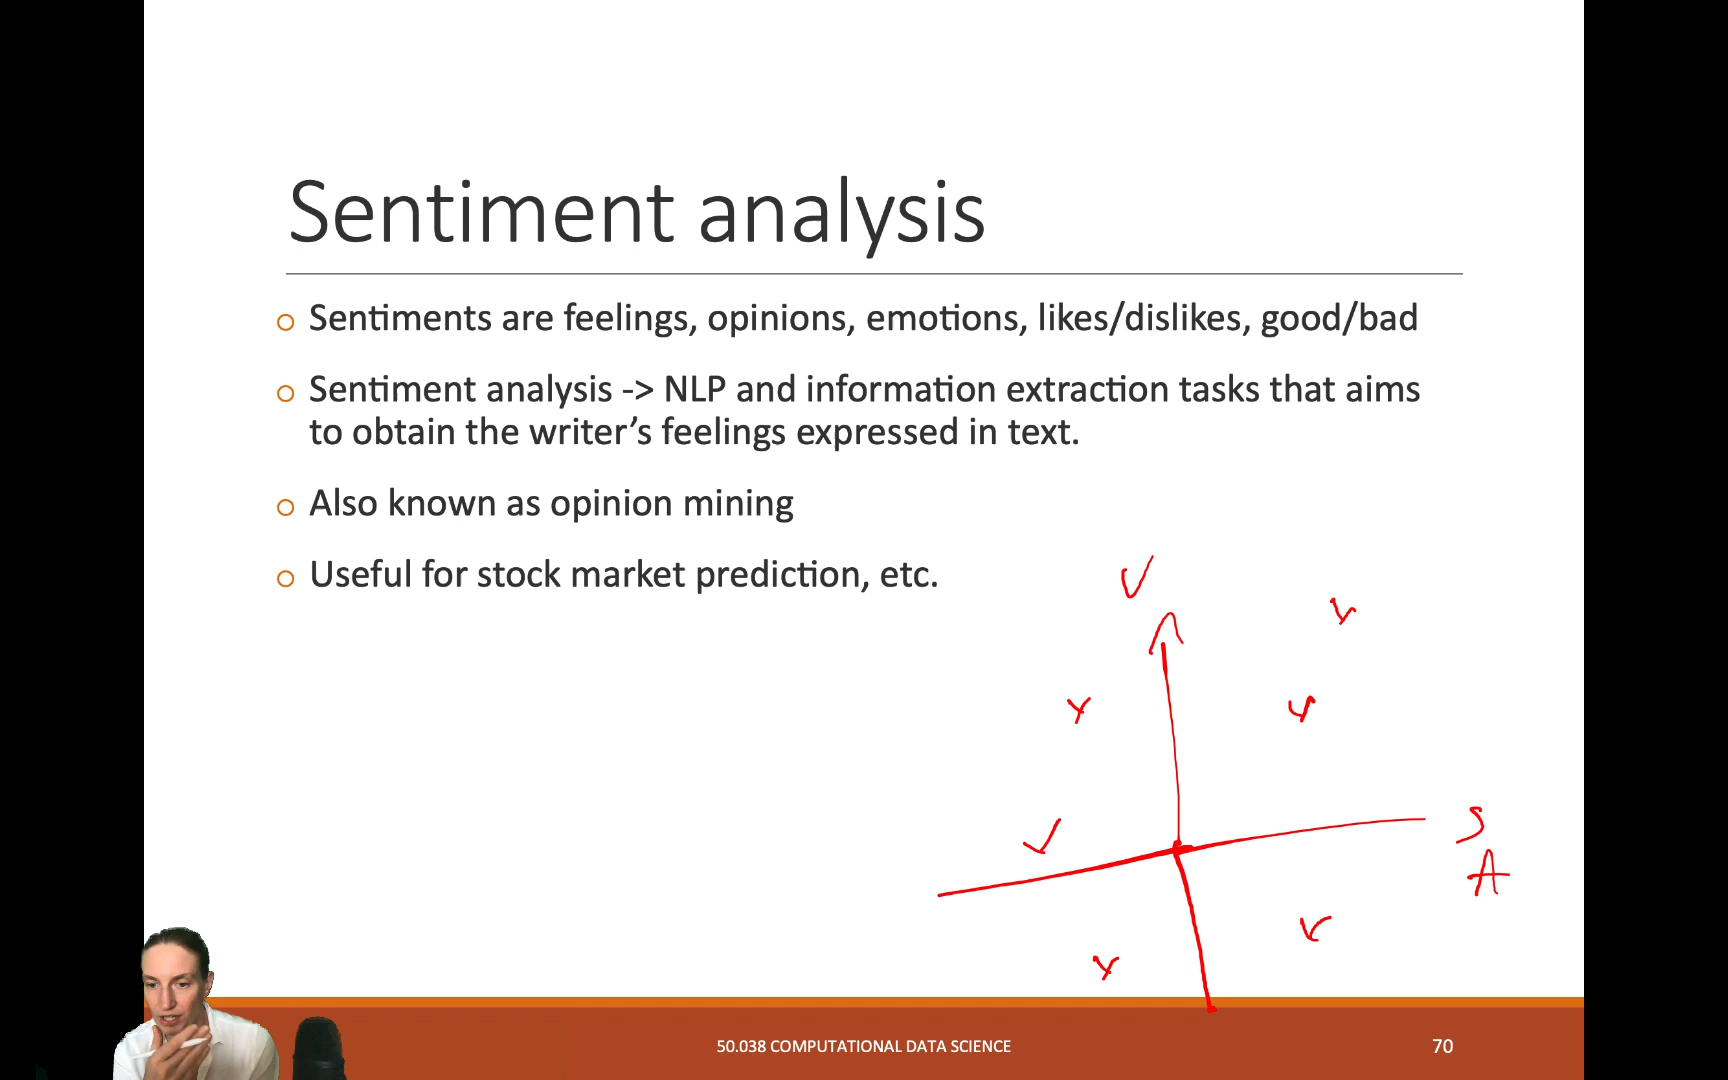 Sentiment analysis
o Sentiments are feelings, opinions, emotions, likes/dislikes, good/bad
o Sentiment analysis -> NLP and information extraction tasks that aims
to obtain the writer’s feelings expressed in text.
o Also known as opinion mining
o Useful for stock market prediction, etc.
V
S
A
50.038 COMPUTATIONAL DATA SCIENCE
70